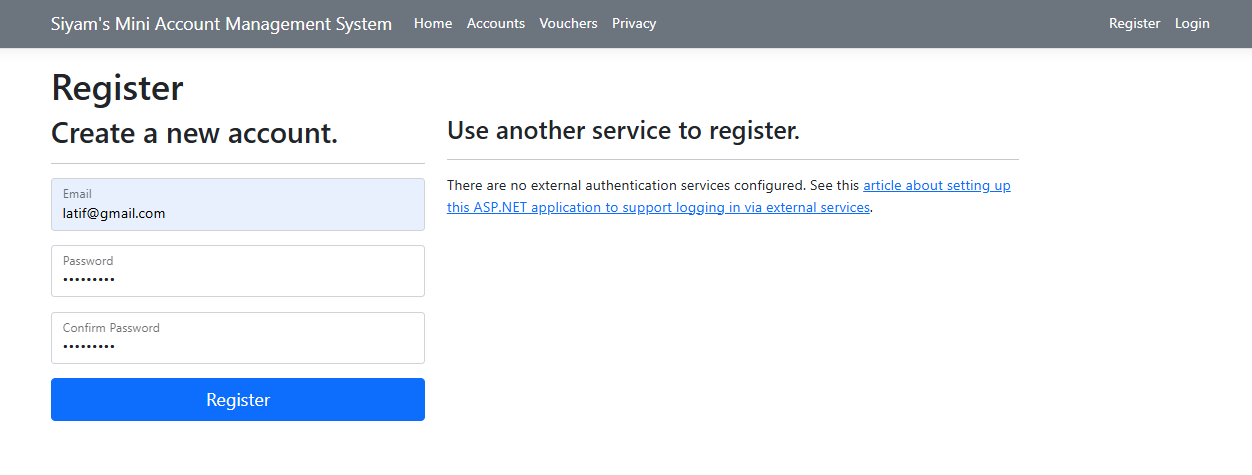 Siyam's Mini Account Management System Home Accounts Vouchers Privacy Register Login
Register
Create a new account.
Email
latif@gmail.com
Password
•••••••••
Confirm Password
•••••••••
Register
Use another service to register.
There are no external authentication services configured. See this article about setting up
this ASP.NET application to support logging in via external services.